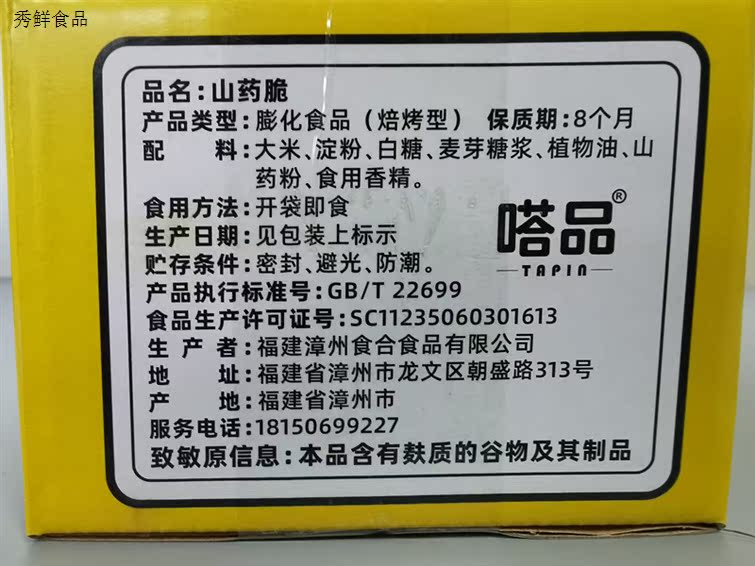 秀鲜食品
品名：山药脆
产品类型：膨化食品（焙烤型） 保质期：8个月
配 料：大米、淀粉、白糖、麦芽糖浆、植物油、山
药粉、食用香精。
食用方法：开袋即食
生产日期：见包装上标示
贮存条件：密封、避光、防潮。
产品执行标准号：GB/T 22699
食品生产许可证号：SC11235060301613
生 产 者：福建漳州食合食品有限公司
地 址：福建省漳州市龙文区朝盛路313号
产 地：福建省漳州市
服务电话：18150699227
致敏原信息：本品含有麸质的谷物及其制品
嗒品®
TAPIN